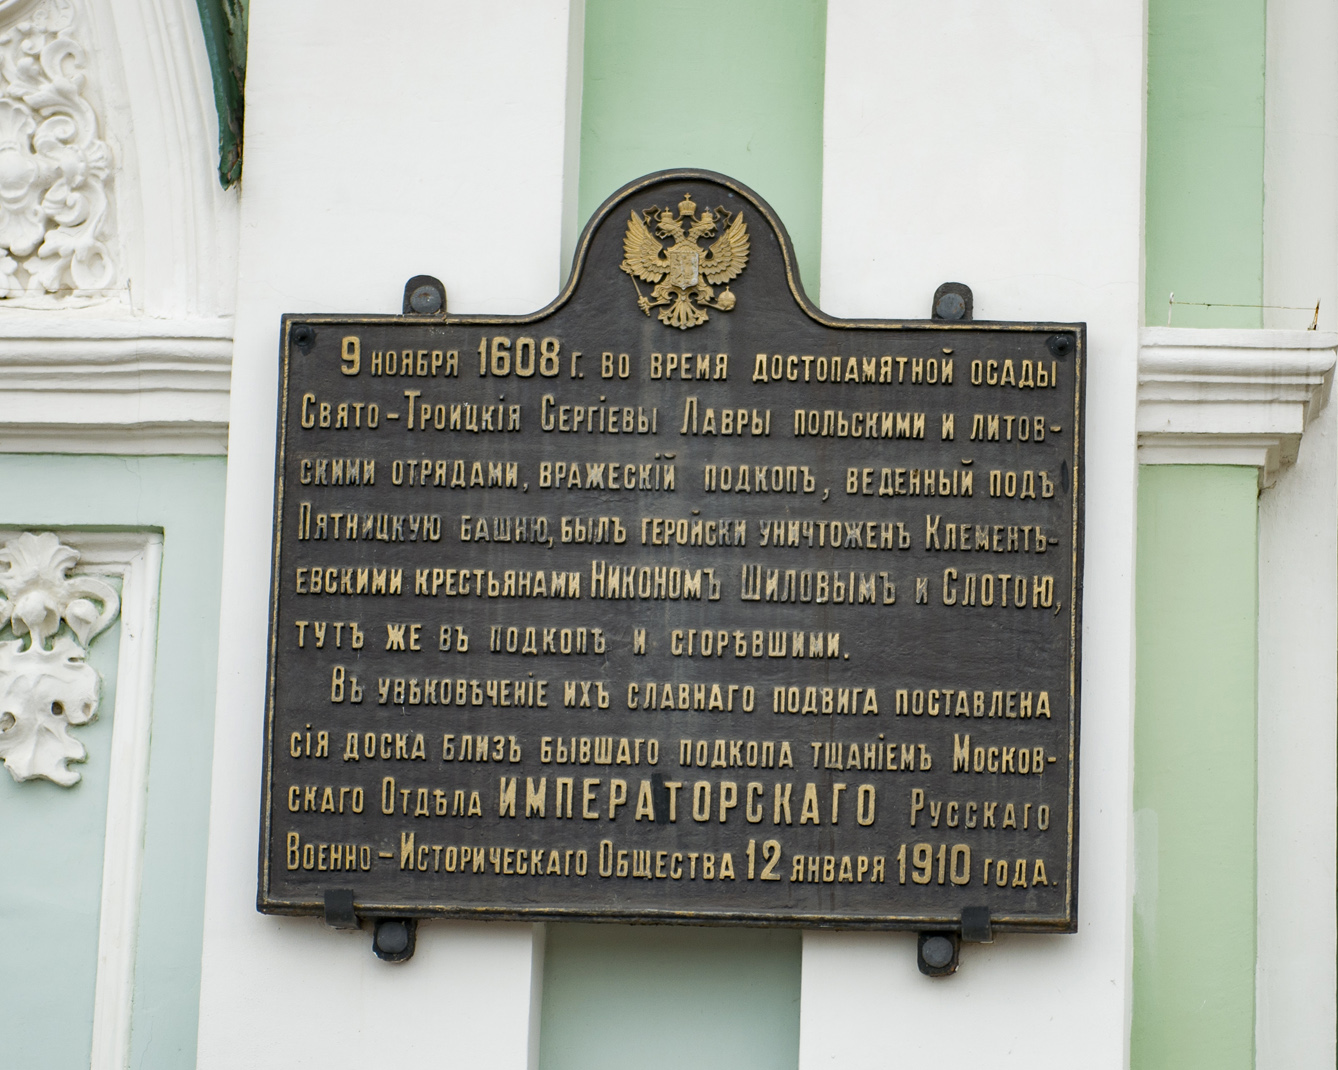 9 ноября 1608 г. во время достопамятной осады
Свято-Троицкія Сергіевы Лавры польскими и литов-
скими отрядами, вражескій подкопъ, веденный подъ
Пятницкую башню, былъ геройски уничтоженъ Клементь-
евскими крестьянами Никономъ Шиловымъ и Слотою,
тутъ же въ подкопѣ и сгорѣвшими.
Въ увѣковѣченіе ихъ славнаго подвига поставлена
сія доска близъ бывшаго подкопа тщаніемъ Москов-
скаго Отдѣла ИМПЕРАТОРСКАГО Русскаго
Военно-Историческаго Общества 12 января 1910 года.